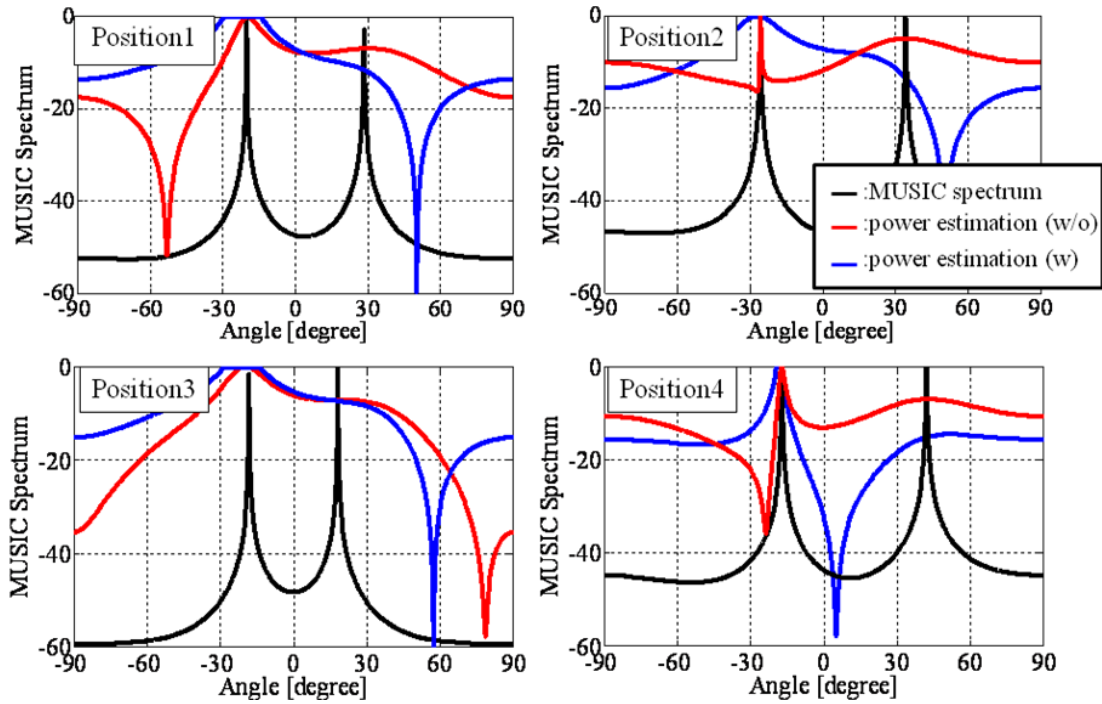 Position1
MUSIC Spectrum
0
-20
-40
-60
-90
-60
-30
0
30
60
90
Angle [degree]
Position2
MUSIC Spectrum
0
-20
-40
-60
-90
-60
-30
0
30
60
90
Angle [degree]
:MUSIC spectrum
:power estimation (w/o)
:power estimation (w)
Position3
MUSIC Spectrum
0
-20
-40
-60
-90
-60
-30
0
30
60
90
Angle [degree]
Position4
MUSIC Spectrum
0
-20
-40
-60
-90
-60
-30
0
30
60
90
Angle [degree]